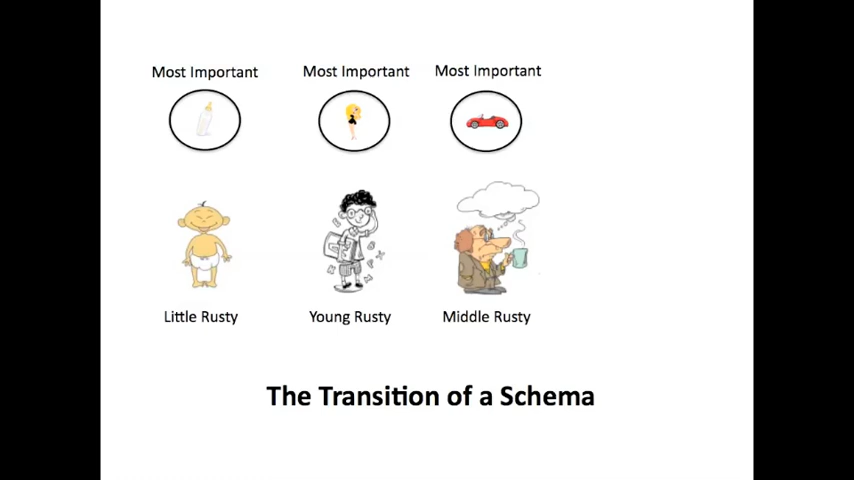 Most Important
Most Important
Most Important
Little Rusty
Young Rusty
Middle Rusty
The Transition of a Schema